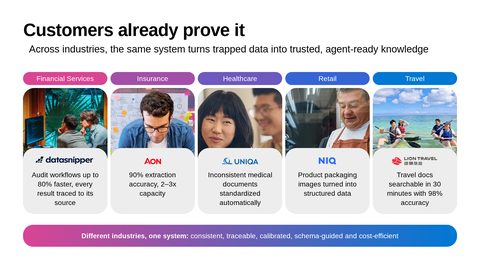 Customers already prove it
Across industries, the same system turns trapped data into trusted, agent-ready knowledge
Financial Services
datasnipper
Audit workflows up to
80% faster, every
result traced to its
source
Insurance
AON
90% extraction
accuracy, 2–3x
capacity
Healthcare
UNIQA
Inconsistent medical
documents
standardized
automatically
Retail
NIQ
Product packaging
images turned into
structured data
Travel
LION TRAVEL
Travel docs
searchable in 30
minutes with 98%
accuracy
Different industries, one system: consistent, traceable, calibrated, schema-guided and cost-efficient